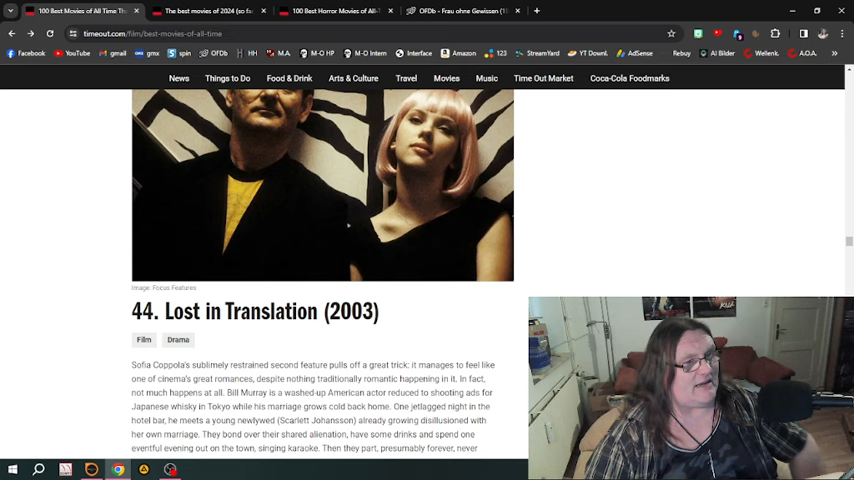 100 Best Movies of All Time Th
The best movies of 2024 (so fa
100 Best Horror Movies of All-T
OFDb - Frau ohne Gewissen (19
timeout.com/film/best-movies-of-all-time
Facebook
YouTube
gmail
gmx
spin
OFDb
HH
M.A.
M-O HP
M-O Intern
Interface
Amazon
123
StreamYard
YT Downl.
AdSense
Rebuy
AI Bilder
Wellenk.
A.O.A.
News
Things to Do
Food & Drink
Arts & Culture
Travel
Movies
Music
Time Out Market
Coca-Cola Foodmarks
Image: Focus Features
44. Lost in Translation (2003)
Film
Drama
Sofia Coppola's sublimely restrained second feature pulls off a great trick: it manages to feel like
one of cinema's great romances, despite nothing traditionally romantic happening in it. In fact,
not much happens at all. Bill Murray is a washed-up American actor reduced to shooting ads for
Japanese whisky in Tokyo while his marriage grows cold back home. One jetlagged night in the
hotel bar, he meets a young newlywed (Scarlett Johansson) already growing disillusioned with
her own marriage. They bond over their shared alienation, have some drinks and spend one
eventful evening out on the town, singing karaoke. Then they part, presumably forever, never